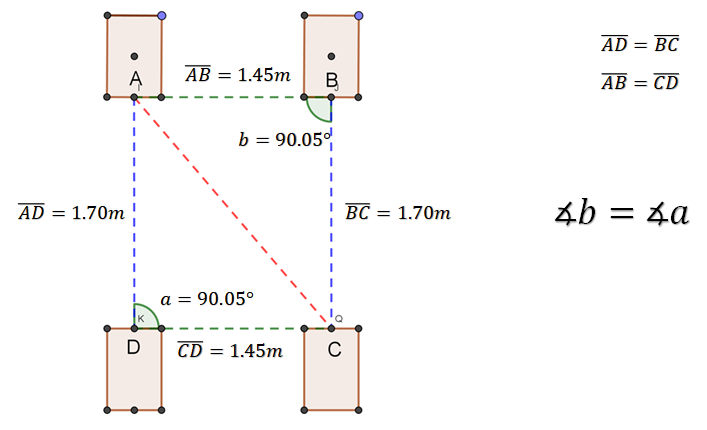 A
I
AB = 1.45m
B
J
AD = BC
AB = CD
b = 90.05°
AD = 1.70m
BC = 1.70m
∡b = ∡a
a = 90.05°
K
Q
D
CD = 1.45m
C